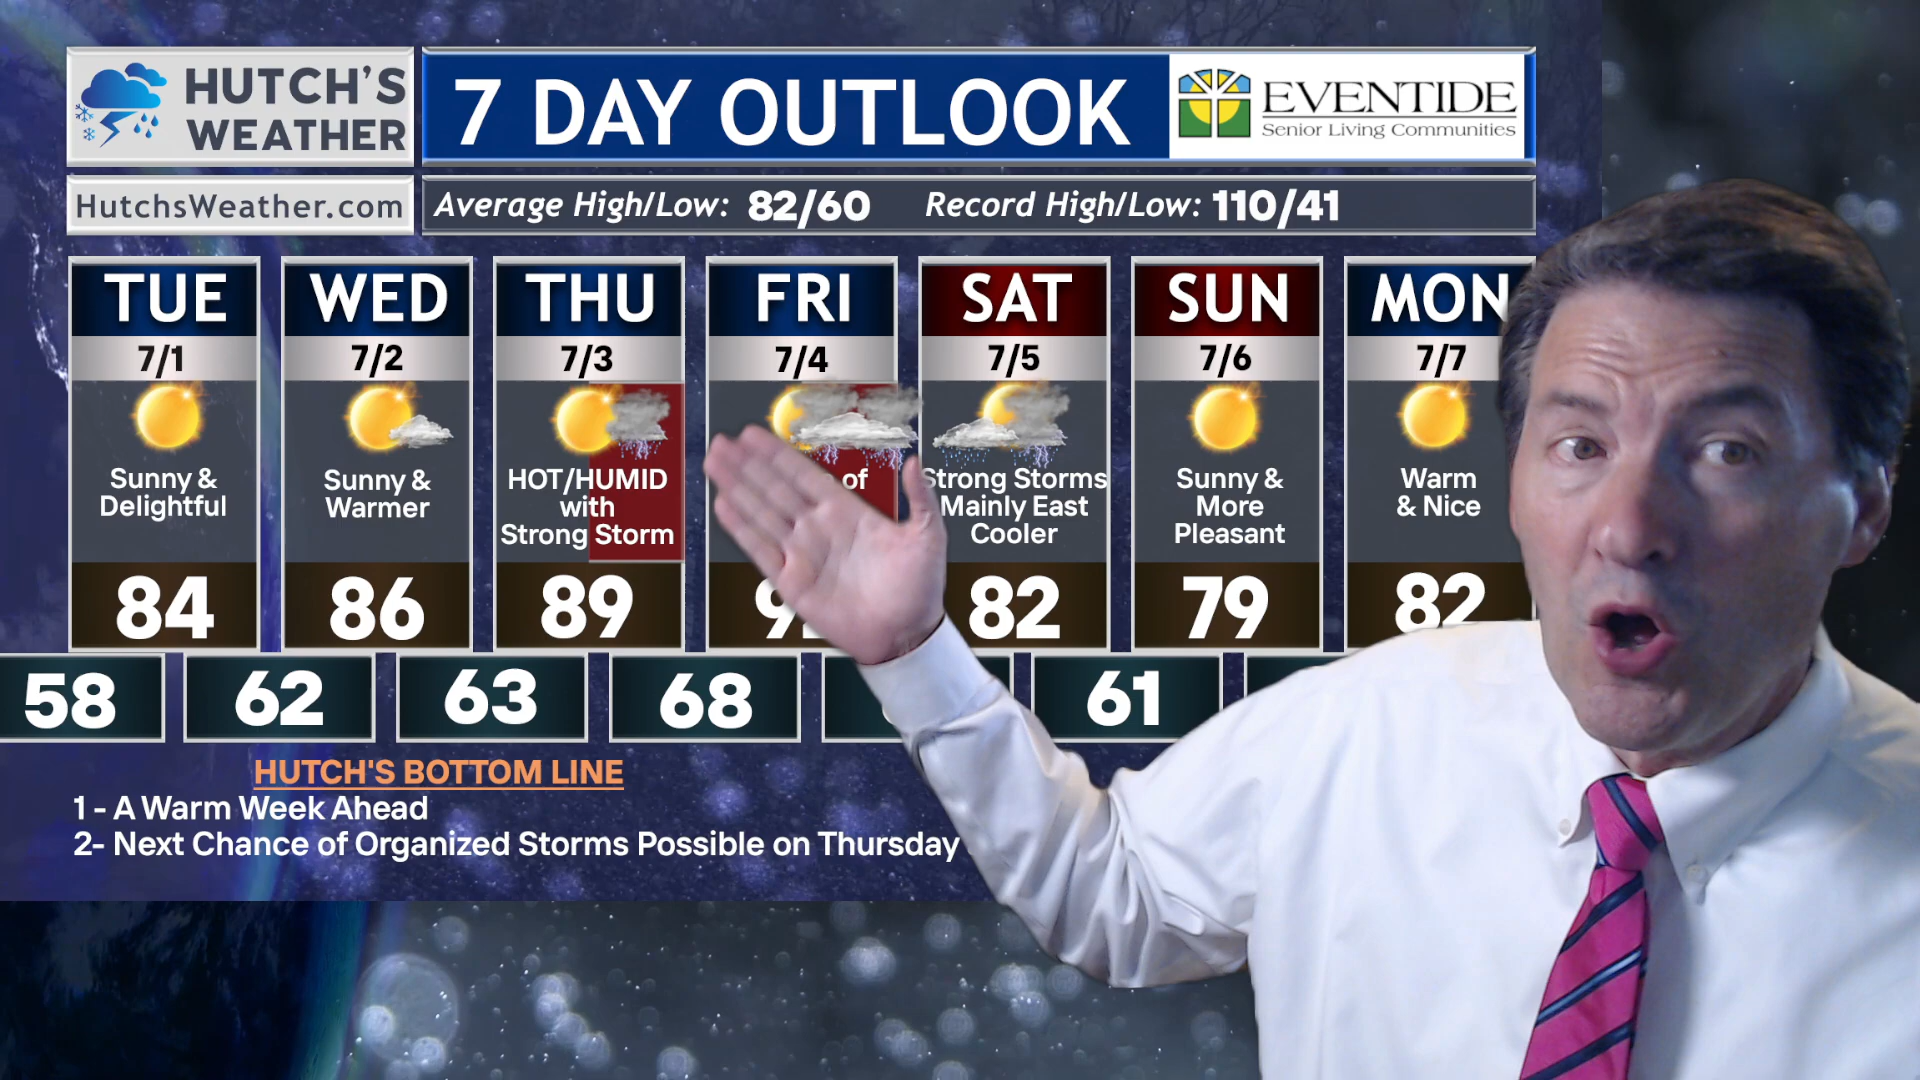 HUTCH'S
WEATHER
7 DAY OUTLOOK
EVENTIDE
Senior Living Communities
HutchsWeather.com
Average High/Low: 82/60
Record High/Low: 110/41
TUE
WED
THU
FRI
SAT
SUN
MON
7/1
7/2
7/3
7/4
7/5
7/6
7/7
Sunny &
Delightful
Sunny &
Warmer
HOT/HUMID
with
Strong Storm
of
Strong Storms
Mainly East
Cooler
Sunny &
More
Pleasant
Warm
& Nice
84
86
89
82
79
82
58
62
63
68
61
HUTCH'S BOTTOM LINE
1 - A Warm Week Ahead
2- Next Chance of Organized Storms Possible on Thursday